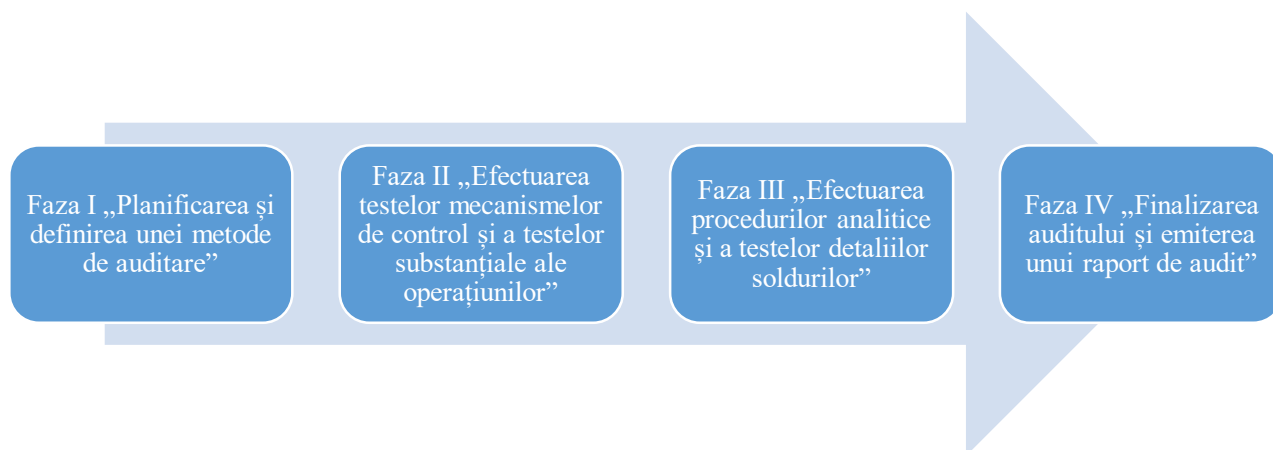 Faza I „Planificarea și
definirea unei metode
de auditare”
Faza II „Efectuarea
testelor mecanismelor
de control și a testelor
substanțiale ale
operațiunilor”
Faza III „Efectuarea
procedurilor analitice
și a testelor detaliilor
soldurilor”
Faza IV „Finalizarea
auditului și emiterea
unui raport de audit”